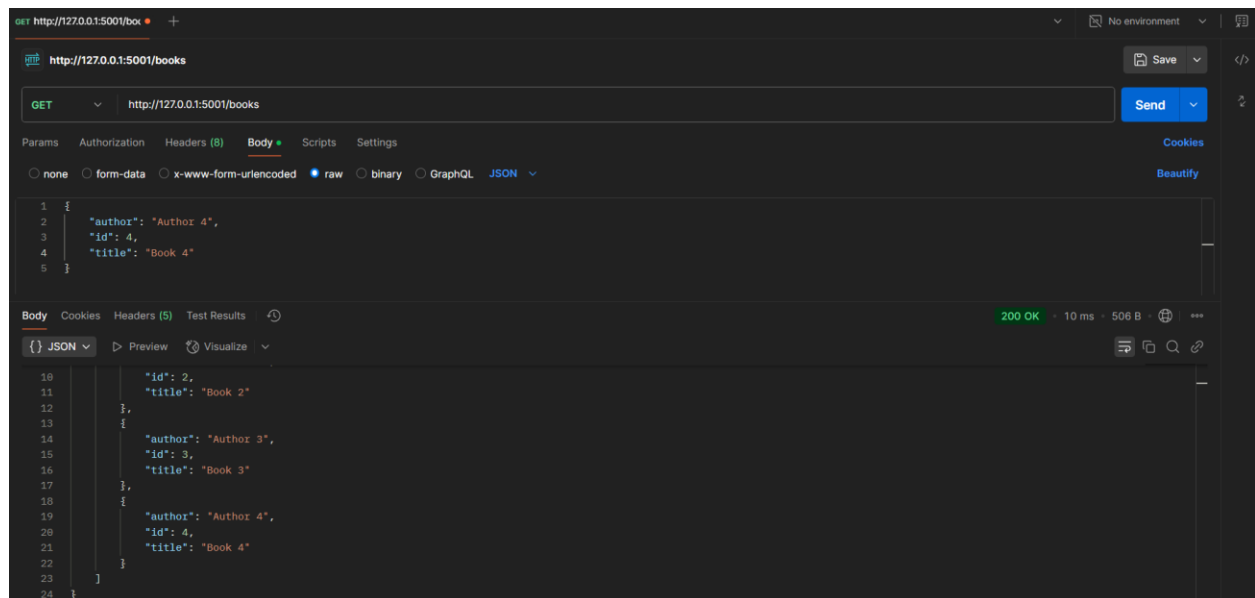 GET http://127.0.0.1:5001/boo
No environment
HTTP http://127.0.0.1:5001/books
Save
GET http://127.0.0.1:5001/books
Send
Params Authorization Headers (8) Body Scripts Settings
Cookies
none form-data x-www-form-urlencoded raw binary GraphQL JSON
Beautify
1 {
2 "author": "Author 4",
3 "id": 4,
4 "title": "Book 4"
5 }
Body Cookies Headers (5) Test Results
200 OK 10 ms 506 B
{} JSON Preview Visualize
10 "id": 2,
11 "title": "Book 2"
12 },
13 {
14 "author": "Author 3",
15 "id": 3,
16 "title": "Book 3"
17 },
18 {
19 "author": "Author 4",
20 "id": 4,
21 "title": "Book 4"
22 }
23 ]
24 }